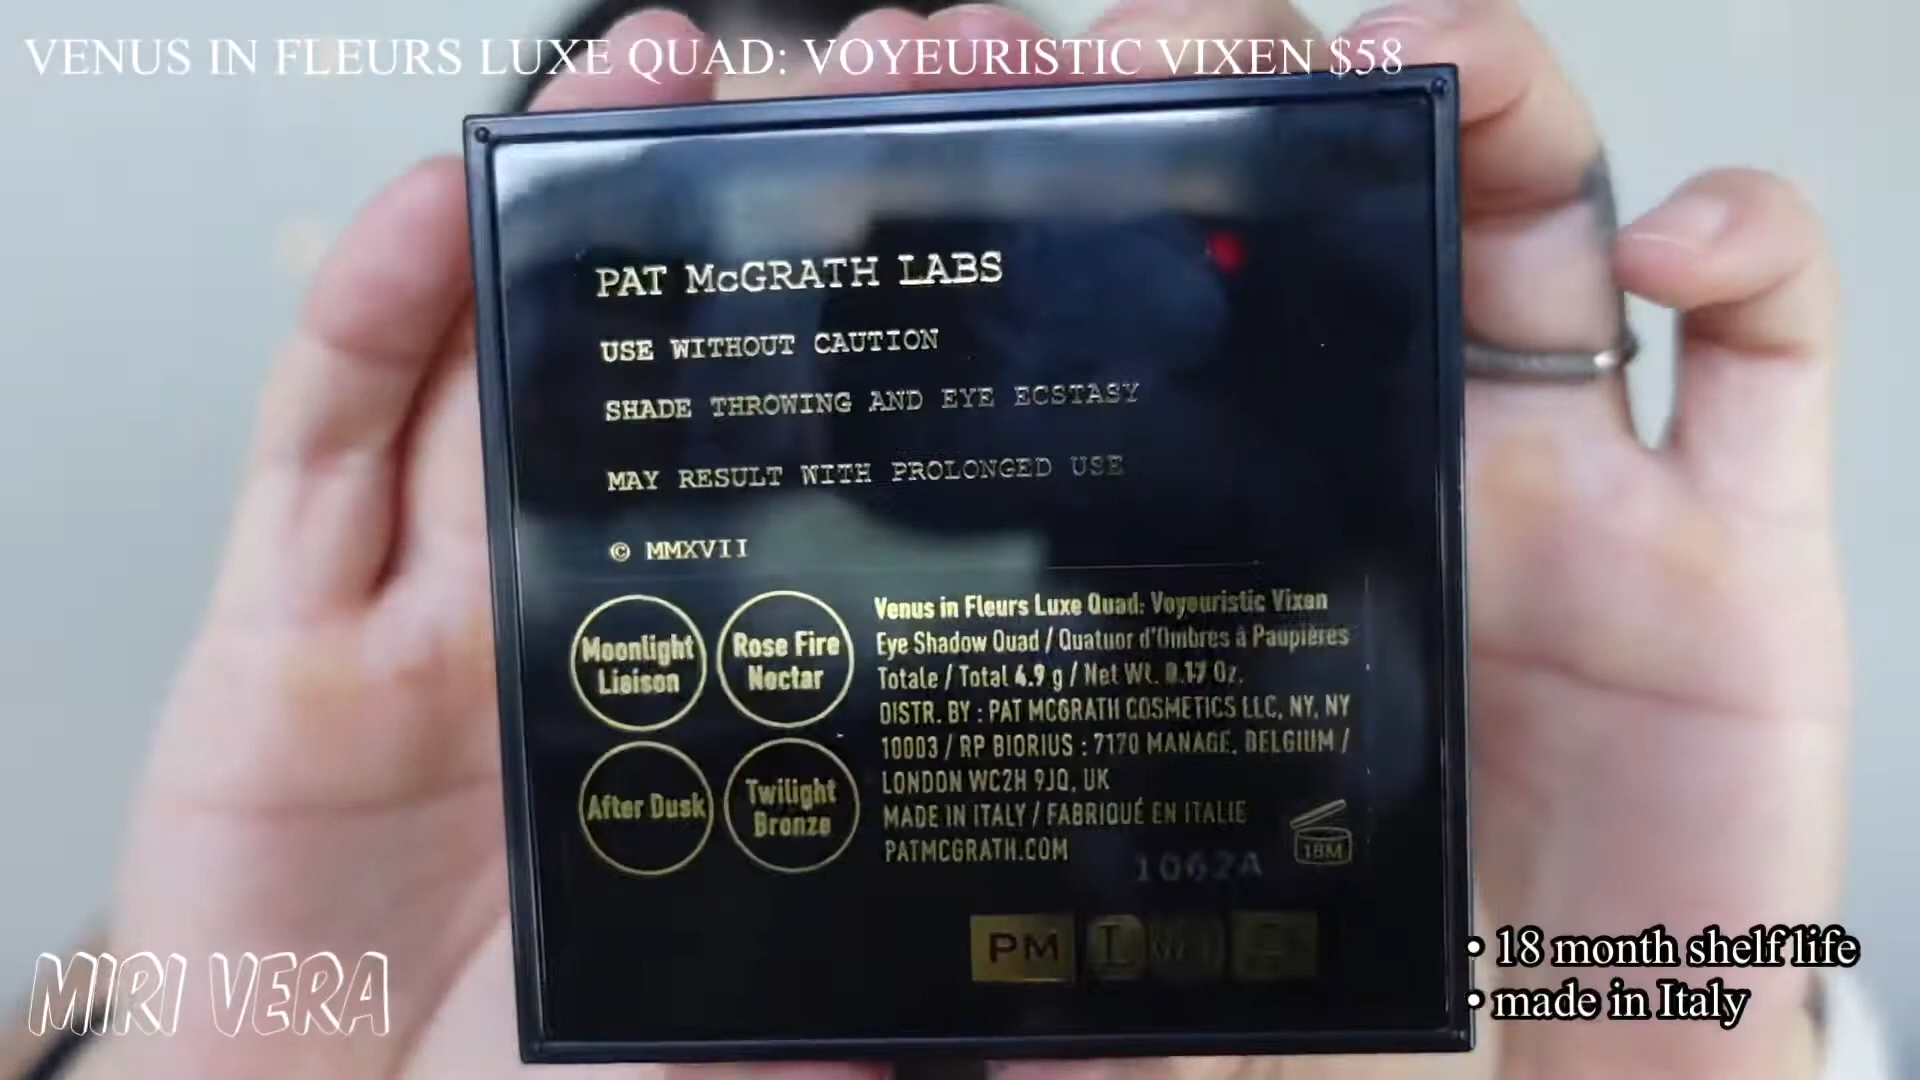 VENUS IN FLEURS LUXE QUAD: VOYEURISTIC VIXEN $58
PAT McGRATH LABS
USE WITHOUT CAUTION
SHADE THROWING AND EYE ECSTASY
MAY RESULT WITH PROLONGED USE
© MMXVII
Moonlight
Liaison
Rose Fire
Nectar
After Dusk
Twilight
Bronze
Venus in Fleurs Luxe Quad: Voyeuristic Vixen
Eye Shadow Quad / Quatuor d'Ombres à Paupières
Totale / Total 4.9 g / Net Wt. 0.17 Oz.
DISTR. BY : PAT MCGRATH COSMETICS LLC, NY, NY
10003 / RP BIORIUS : 7170 MANAGE, BELGIUM /
LONDON WC2H 9JQ, UK
MADE IN ITALY / FABRIQUÉ EN ITALIE
PATMCGRATH.COM
1062A
18M
PM
MIRI VERA
• 18 month shelf life
• made in Italy